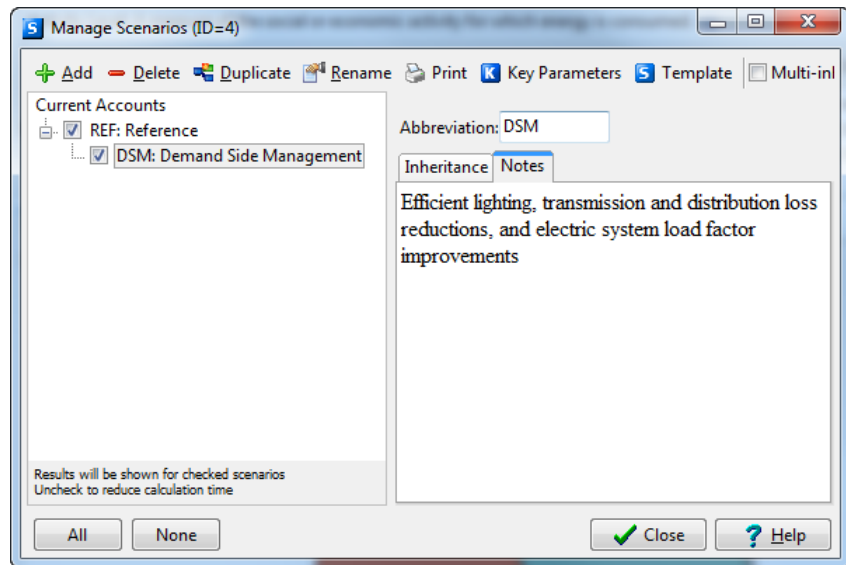 Manage Scenarios (ID=4)
Add Delete Duplicate Rename Print K Key Parameters S Template Multi-inl
Current Accounts
REF: Reference
DSM: Demand Side Management
Abbreviation: DSM
Inheritance Notes
Efficient lighting, transmission and distribution loss
reductions, and electric system load factor
improvements
Results will be shown for checked scenarios
Uncheck to reduce calculation time
All None Close ? Help